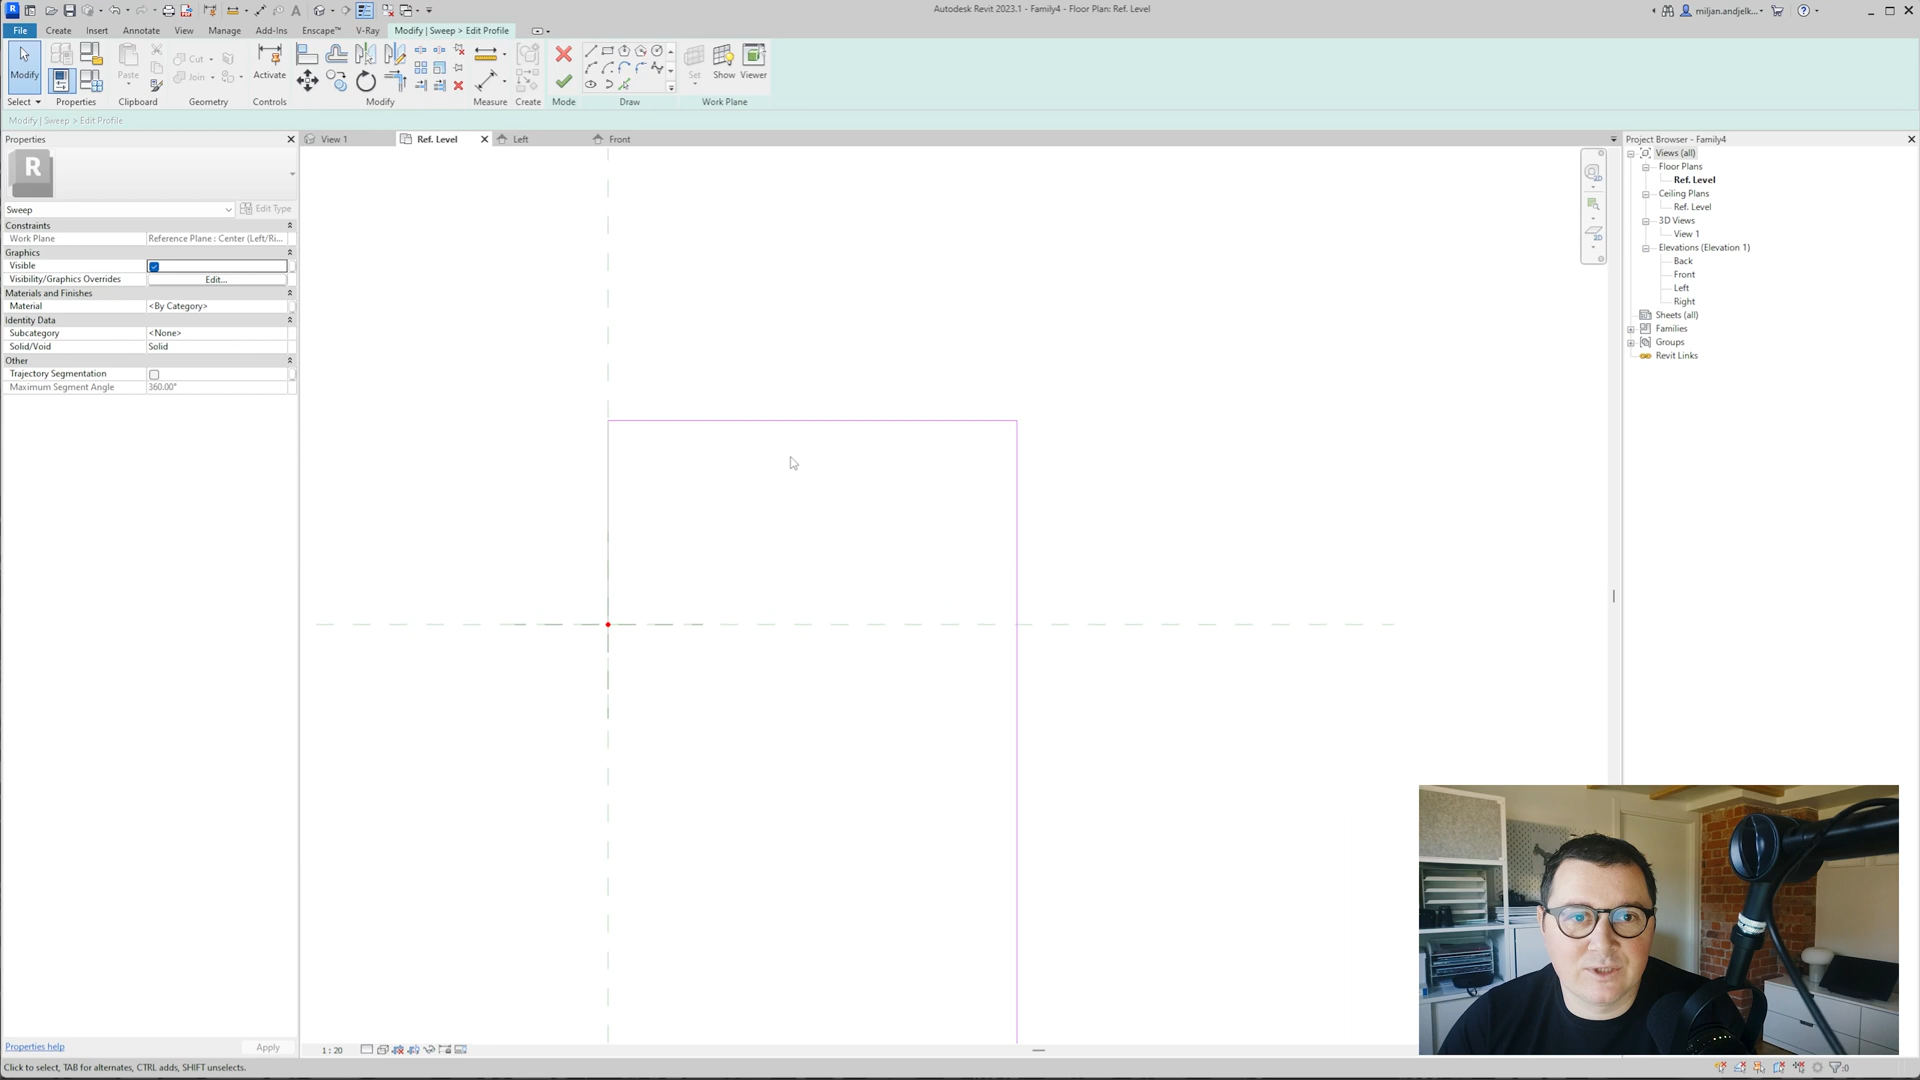 Autodesk Revit 2023.1 - Family4 - Floor Plan: Ref. Level
miljan.andjelk...
File Create Insert Annotate View Manage Add-Ins Enscape™ V-Ray Modify | Sweep > Edit Profile
Modify
Paste
Cut
Join
Activate
Set
Show
Viewer
Select
Properties
Clipboard
Geometry
Controls
Modify
Measure
Create
Mode
Draw
Work Plane
Modify | Sweep > Edit Profile
Properties
View 1
Ref. Level
Left
Front
Project Browser - Family4
R
Sweep
Edit Type
Constraints
Work Plane Reference Plane : Center (Left/Ri...
Graphics
Visible
Visibility/Graphics Overrides Edit...
Materials and Finishes
Material <By Category>
Identity Data
Subcategory <None>
Solid/Void Solid
Other
Trajectory Segmentation
Maximum Segment Angle 360.00°
Views (all)
Floor Plans
Ref. Level
Ceiling Plans
Ref. Level
3D Views
View 1
Elevations (Elevation 1)
Back
Front
Left
Right
Sheets (all)
Families
Groups
Revit Links
Properties help
Apply
1 : 20
Click to select, TAB for alternates, CTRL adds, SHIFT unselects.
:0